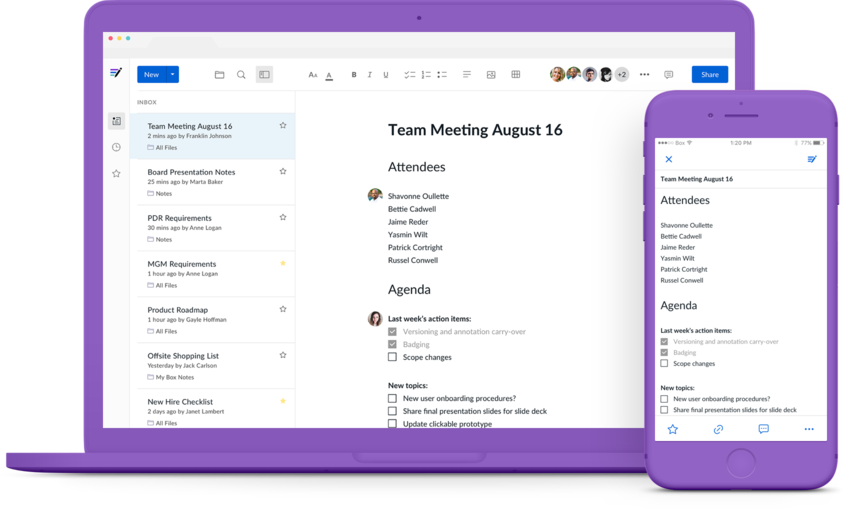 New
AA
A
B
I
U
+2
Share
INBOX
Team Meeting August 16
2 mins ago by Franklin Johnson
All Files
Board Presentation Notes
25 mins ago by Marta Baker
Notes
PDR Requirements
30 mins ago by Anne Logan
Notes
MGM Requirements
1 hour ago by Anne Logan
All Files
Product Roadmap
1 hour ago by Gayle Hoffman
All Files
Offsite Shopping List
Yesterday by Jack Carlson
My Box Notes
New Hire Checklist
2 days ago by Janet Lambert
All Files
Team Meeting August 16
Attendees
Shavonne Oullette
Bettie Cadwell
Jaime Reder
Yasmin Wilt
Patrick Cortright
Russel Conwell
Agenda
Last week's action items:
Versioning and annotation carry-over
Badging
Scope changes
New topics:
New user onboarding procedures?
Share final presentation slides for slide deck
Update clickable prototype
Box
1:20 PM
77%
Team Meeting August 16
Attendees
Shavonne Oullette
Bettie Cadwell
Jaime Reder
Yasmin Wilt
Patrick Cortright
Russel Conwell
Agenda
Last week's action items:
Versioning and annotation carry-over
Badging
Scope changes
New topics:
New user onboarding procedures?
Share final presentation slides for slide deck